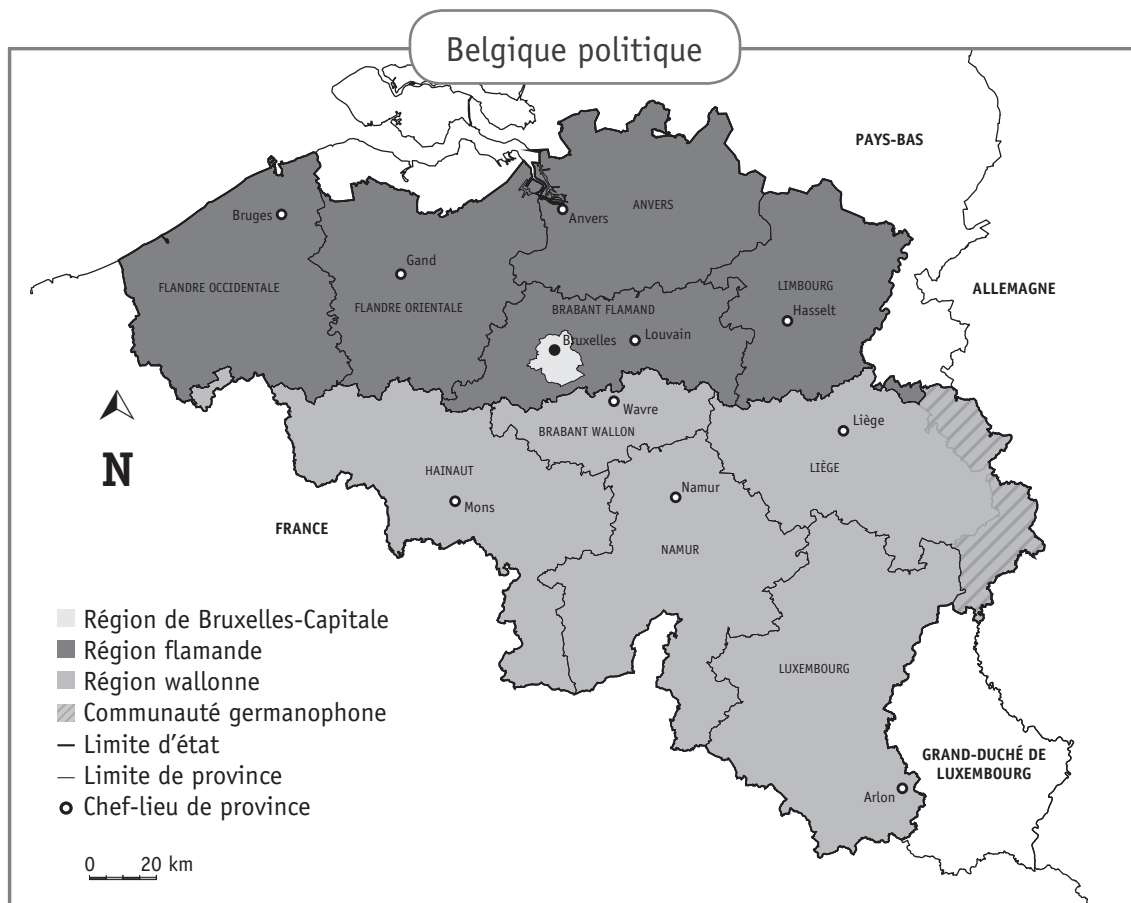 Belgique politique
PAYS-BAS
ANVERS
Bruges
Anvers
Gand
FLANDRE OCCIDENTALE
LIMBOURG
ALLEMAGNE
FLANDRE ORIENTALE
BRABANT FLAMAND
Hasselt
Bruxelles
Louvain
Wavre
Liège
BRABANT WALLON
N
HAINAUT
LIÈGE
Namur
Mons
FRANCE
NAMUR
Région de Bruxelles-Capitale
Région flamande
Région wallonne
LUXEMBOURG
Communauté germanophone
Limite d'état
Limite de province
GRAND-DUCHÉ DE
LUXEMBOURG
Chef-lieu de province
Arlon
0 20 km